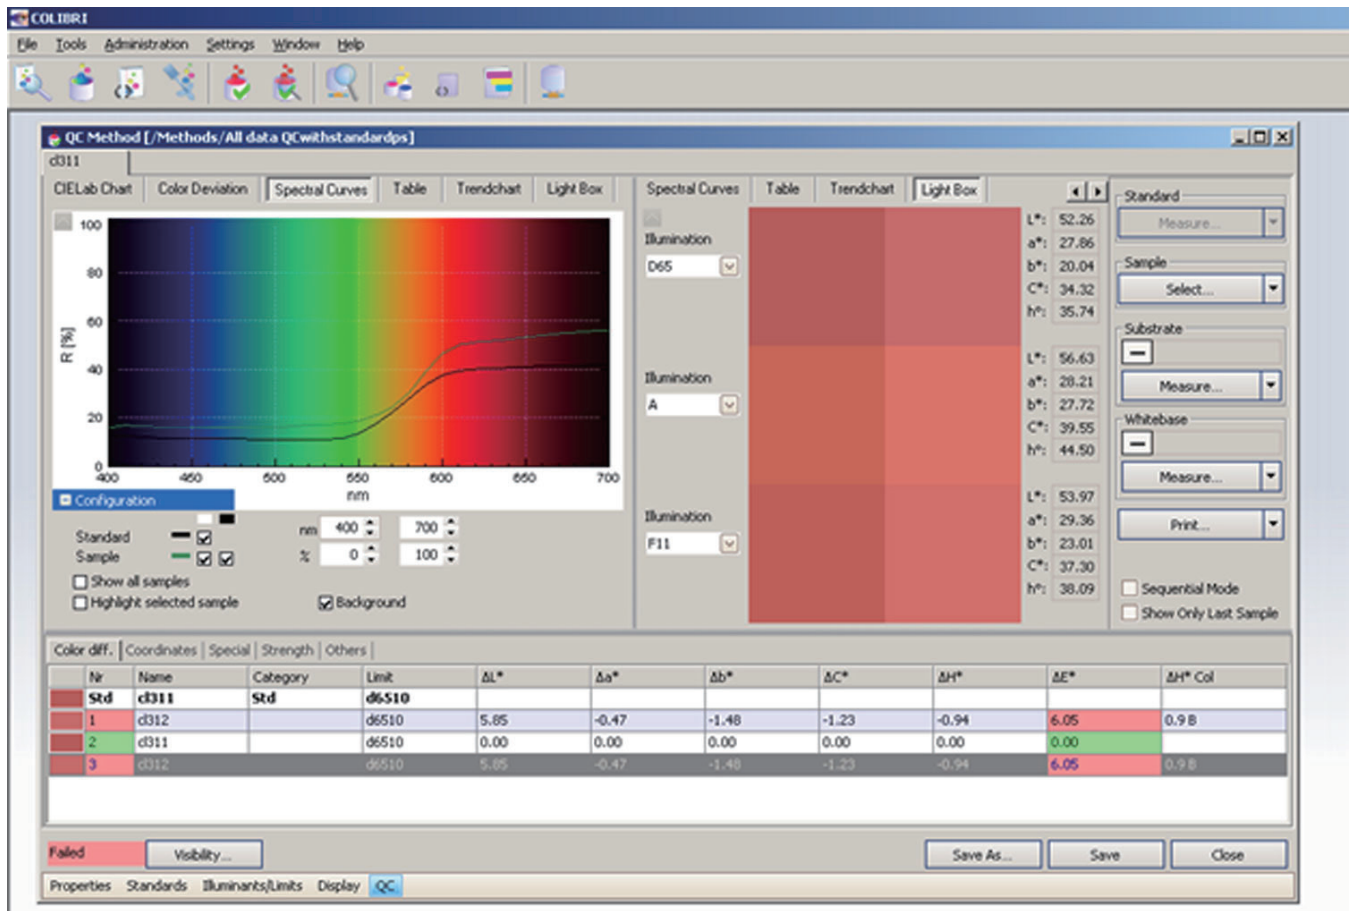 COLIBRI
File Tools Administration Settings Window Help
QC Method [/Methods/All data QCwithstandardps]
cl311
CIELab Chart Color Deviation Spectral Curves Table Trendchart Light Box
Spectral Curves Table Trendchart Light Box
100
80
60
40
20
0
R [%]
400 450 500 550 600 650 700
nm
Configuration
Standard
Sample
nm 400 700
% 0 100
Show all samples
Highlight selected sample Background
Illumination
D65
L*: 52.26
a*: 27.86
b*: 20.04
C*: 34.32
h°: 35.74
Illumination
A
L*: 56.63
a*: 28.21
b*: 27.72
C*: 39.55
h°: 44.50
Illumination
F11
L*: 53.97
a*: 29.36
b*: 23.01
C*: 37.30
h°: 38.09
Standard
Measure...
Sample
Select...
Substrate
Measure...
Whitebase
Measure...
Print...
Sequential Mode
Show Only Last Sample
Color diff. Coordinates Special Strength Others
Nr Name Category Limit ΔL* Δa* Δb* ΔC* ΔH* ΔE* ΔH* Col
Std cl311 Std d6510
1 cl312 d6510 5.85 -0.47 -1.48 -1.23 -0.94 6.05 0.9 B
2 cl311 d6510 0.00 0.00 0.00 0.00 0.00 0.00
3 cl312 d6510 5.85 -0.47 -1.48 -1.23 -0.94 6.05 0.9 B
Failed Visibility... Save As... Save Close
Properties Standards Illuminants/Limits Display QC